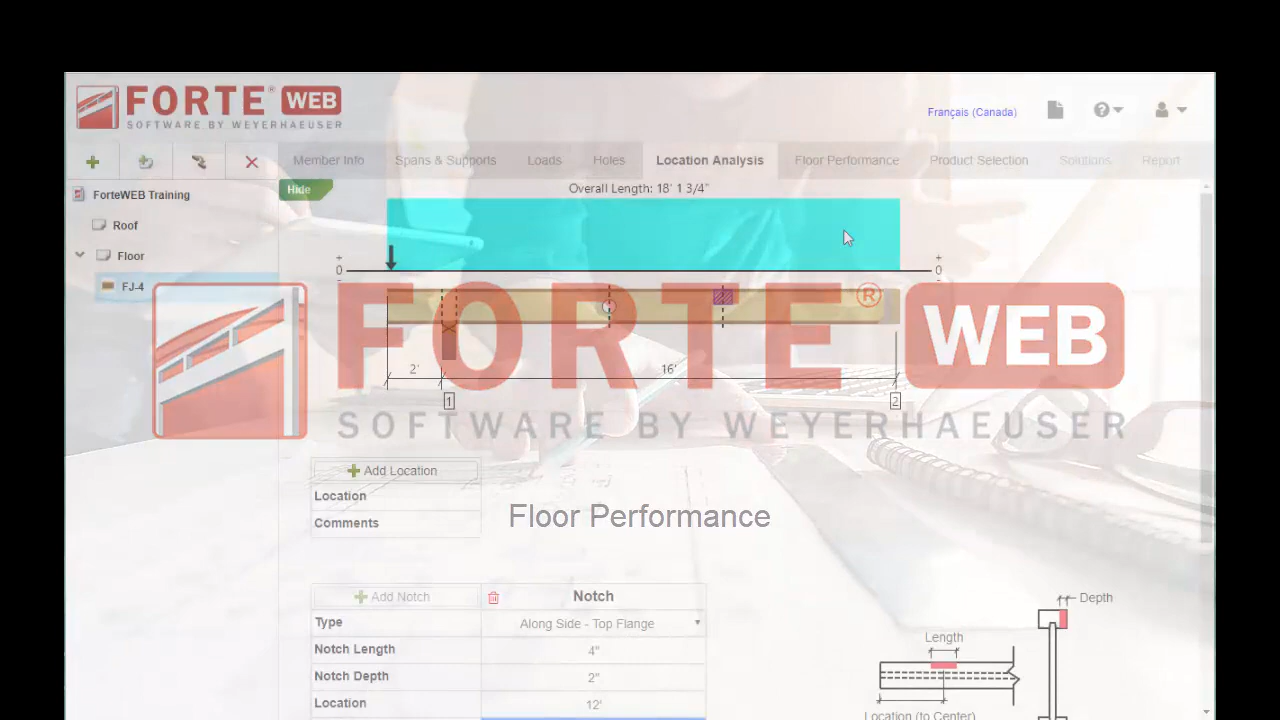 FORTE® WEB
SOFTWARE BY WEYERHAEUSER
Français (Canada)
Member Info Spans & Supports Loads Holes Location Analysis Floor Performance Product Selection Solutions Report
ForteWEB Training
Roof
Floor
FJ-4
Hide
Overall Length: 18' 1 3/4"
+ +
0 0
- -
FORTE® WEB
2' 16'
1 2
SOFTWARE BY WEYERHAEUSER
Add Location
Location
Comments
Floor Performance
Add Notch Notch
Type Along Side - Top Flange
Notch Length 4"
Notch Depth 2"
Location 12'
Depth
Length
Location (to Center)